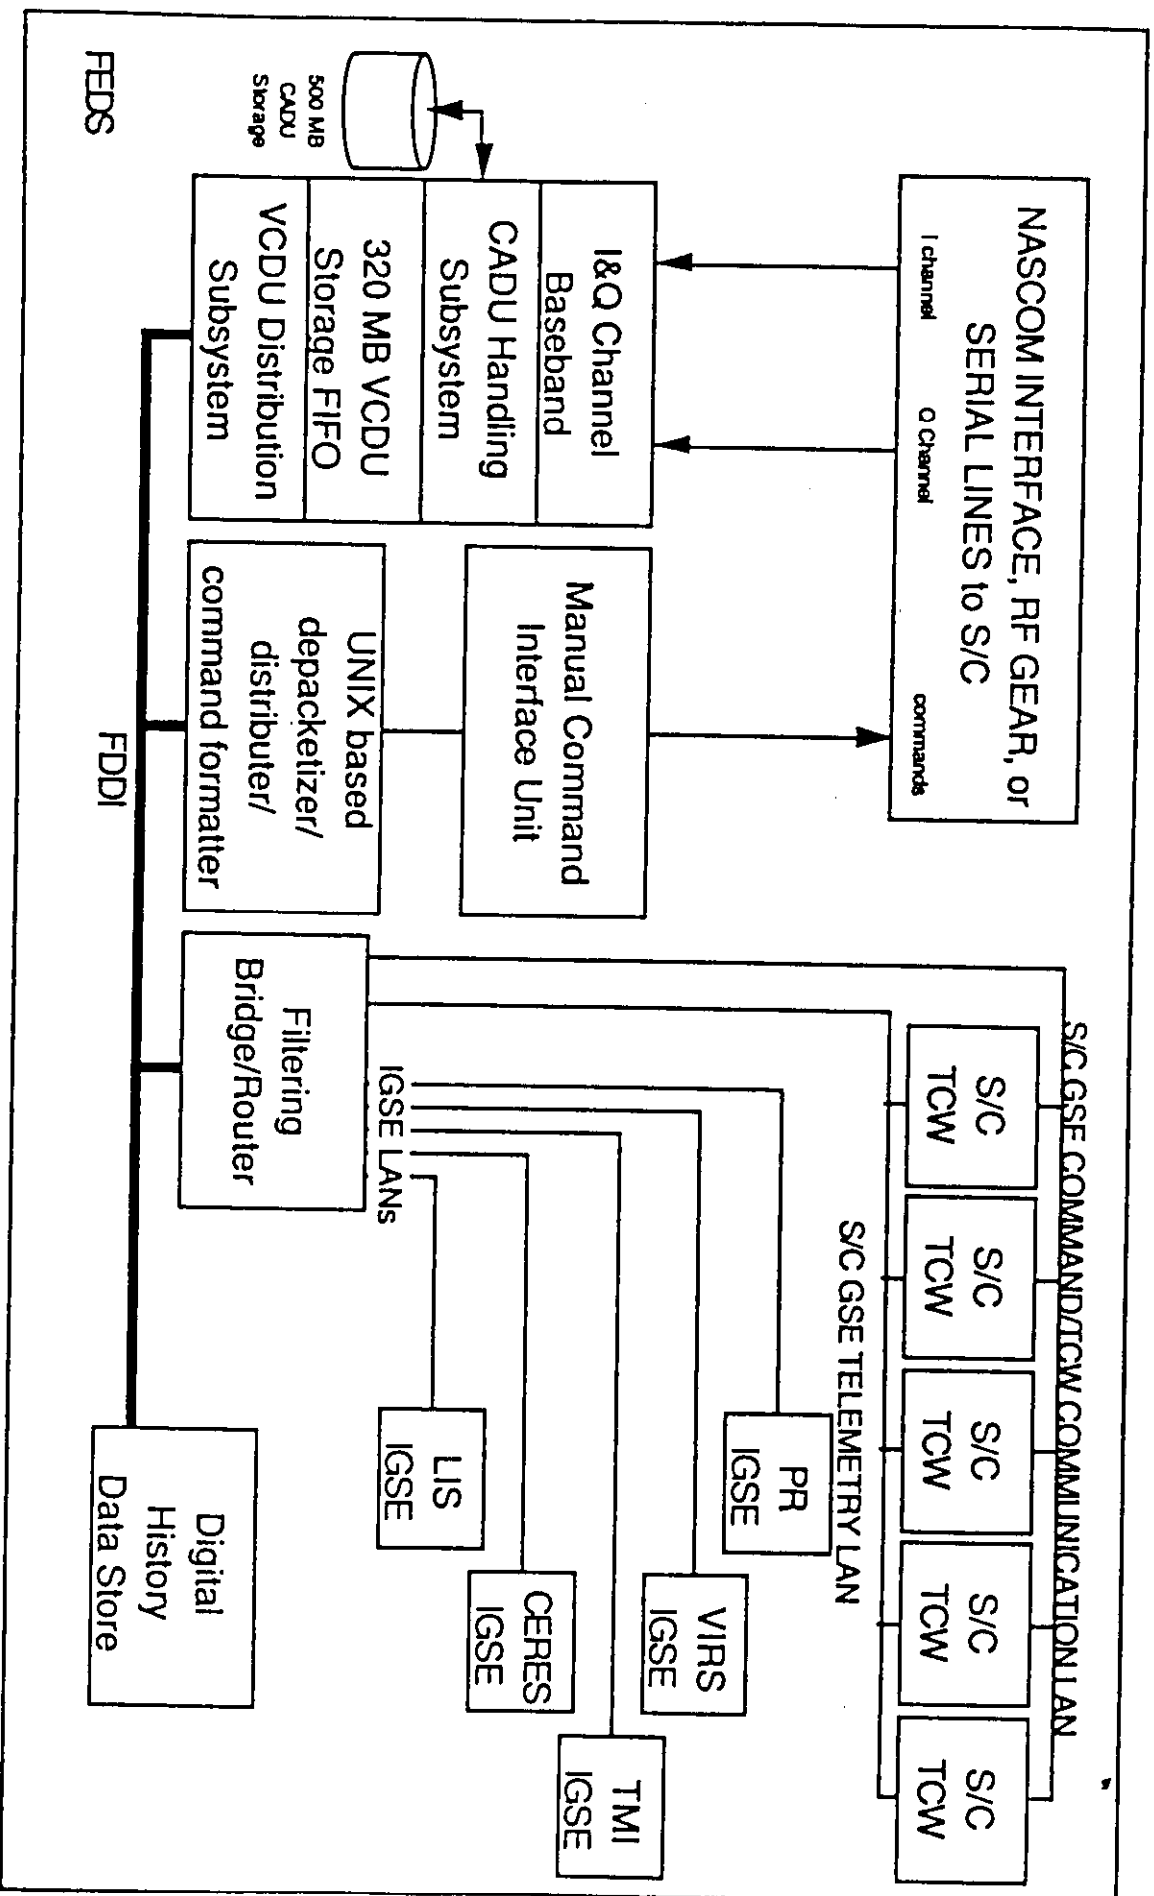 NASCOM INTERFACE, RF GEAR, or
SERIAL LINES to S/C
I channel
Q Channel
commands
S/C GSE COMMAND/TCW COMMUNICATION LAN
S/C
TCW
S/C
TCW
S/C
TCW
S/C
TCW
S/C
TCW
S/C GSE TELEMETRY LAN
I&Q Channel
Baseband
CADU Handling
Subsystem
320 MB VCDU
Storage FIFO
VCDU Distribution
Subsystem
500 MB
CADU
Storage
Manual Command
Interface Unit
UNIX based
depacketizer/
distributer/
command formatter
Filtering
Bridge/Router
IGSE LANs
PR
IGSE
VIRS
IGSE
TMI
IGSE
CERES
IGSE
LIS
IGSE
Digital
History
Data Store
FDDI
FEDS